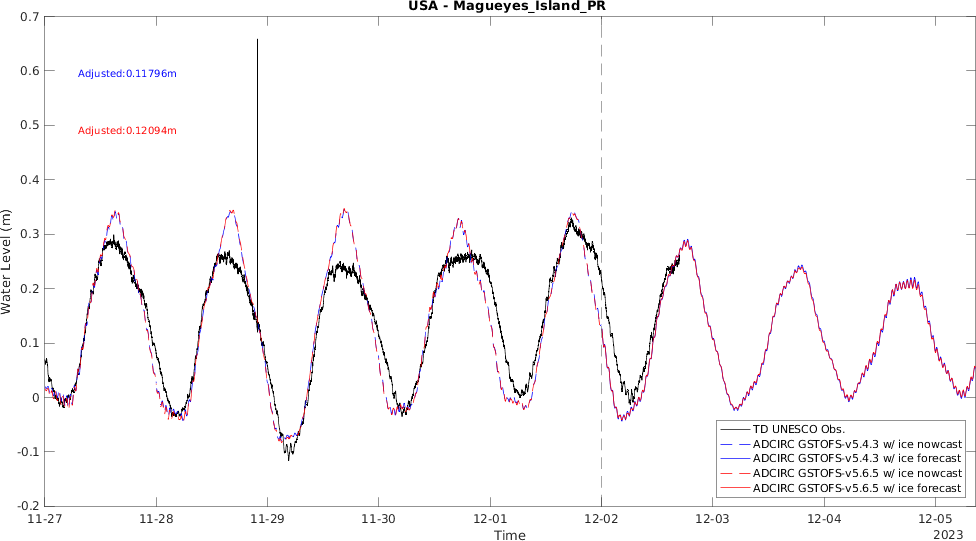 USA - Magueyes_Island_PR
0.7
0.6
0.5
0.4
0.3
0.2
0.1
0
-0.1
-0.2
Water Level (m)
Adjusted:0.11796m
Adjusted:0.12094m
TD UNESCO Obs.
ADCIRC GSTOFS-v5.4.3 w/ ice nowcast
ADCIRC GSTOFS-v5.4.3 w/ ice forecast
ADCIRC GSTOFS-v5.6.5 w/ ice nowcast
ADCIRC GSTOFS-v5.6.5 w/ ice forecast
11-27 11-28 11-29 11-30 12-01 12-02 12-03 12-04 12-05
Time
2023